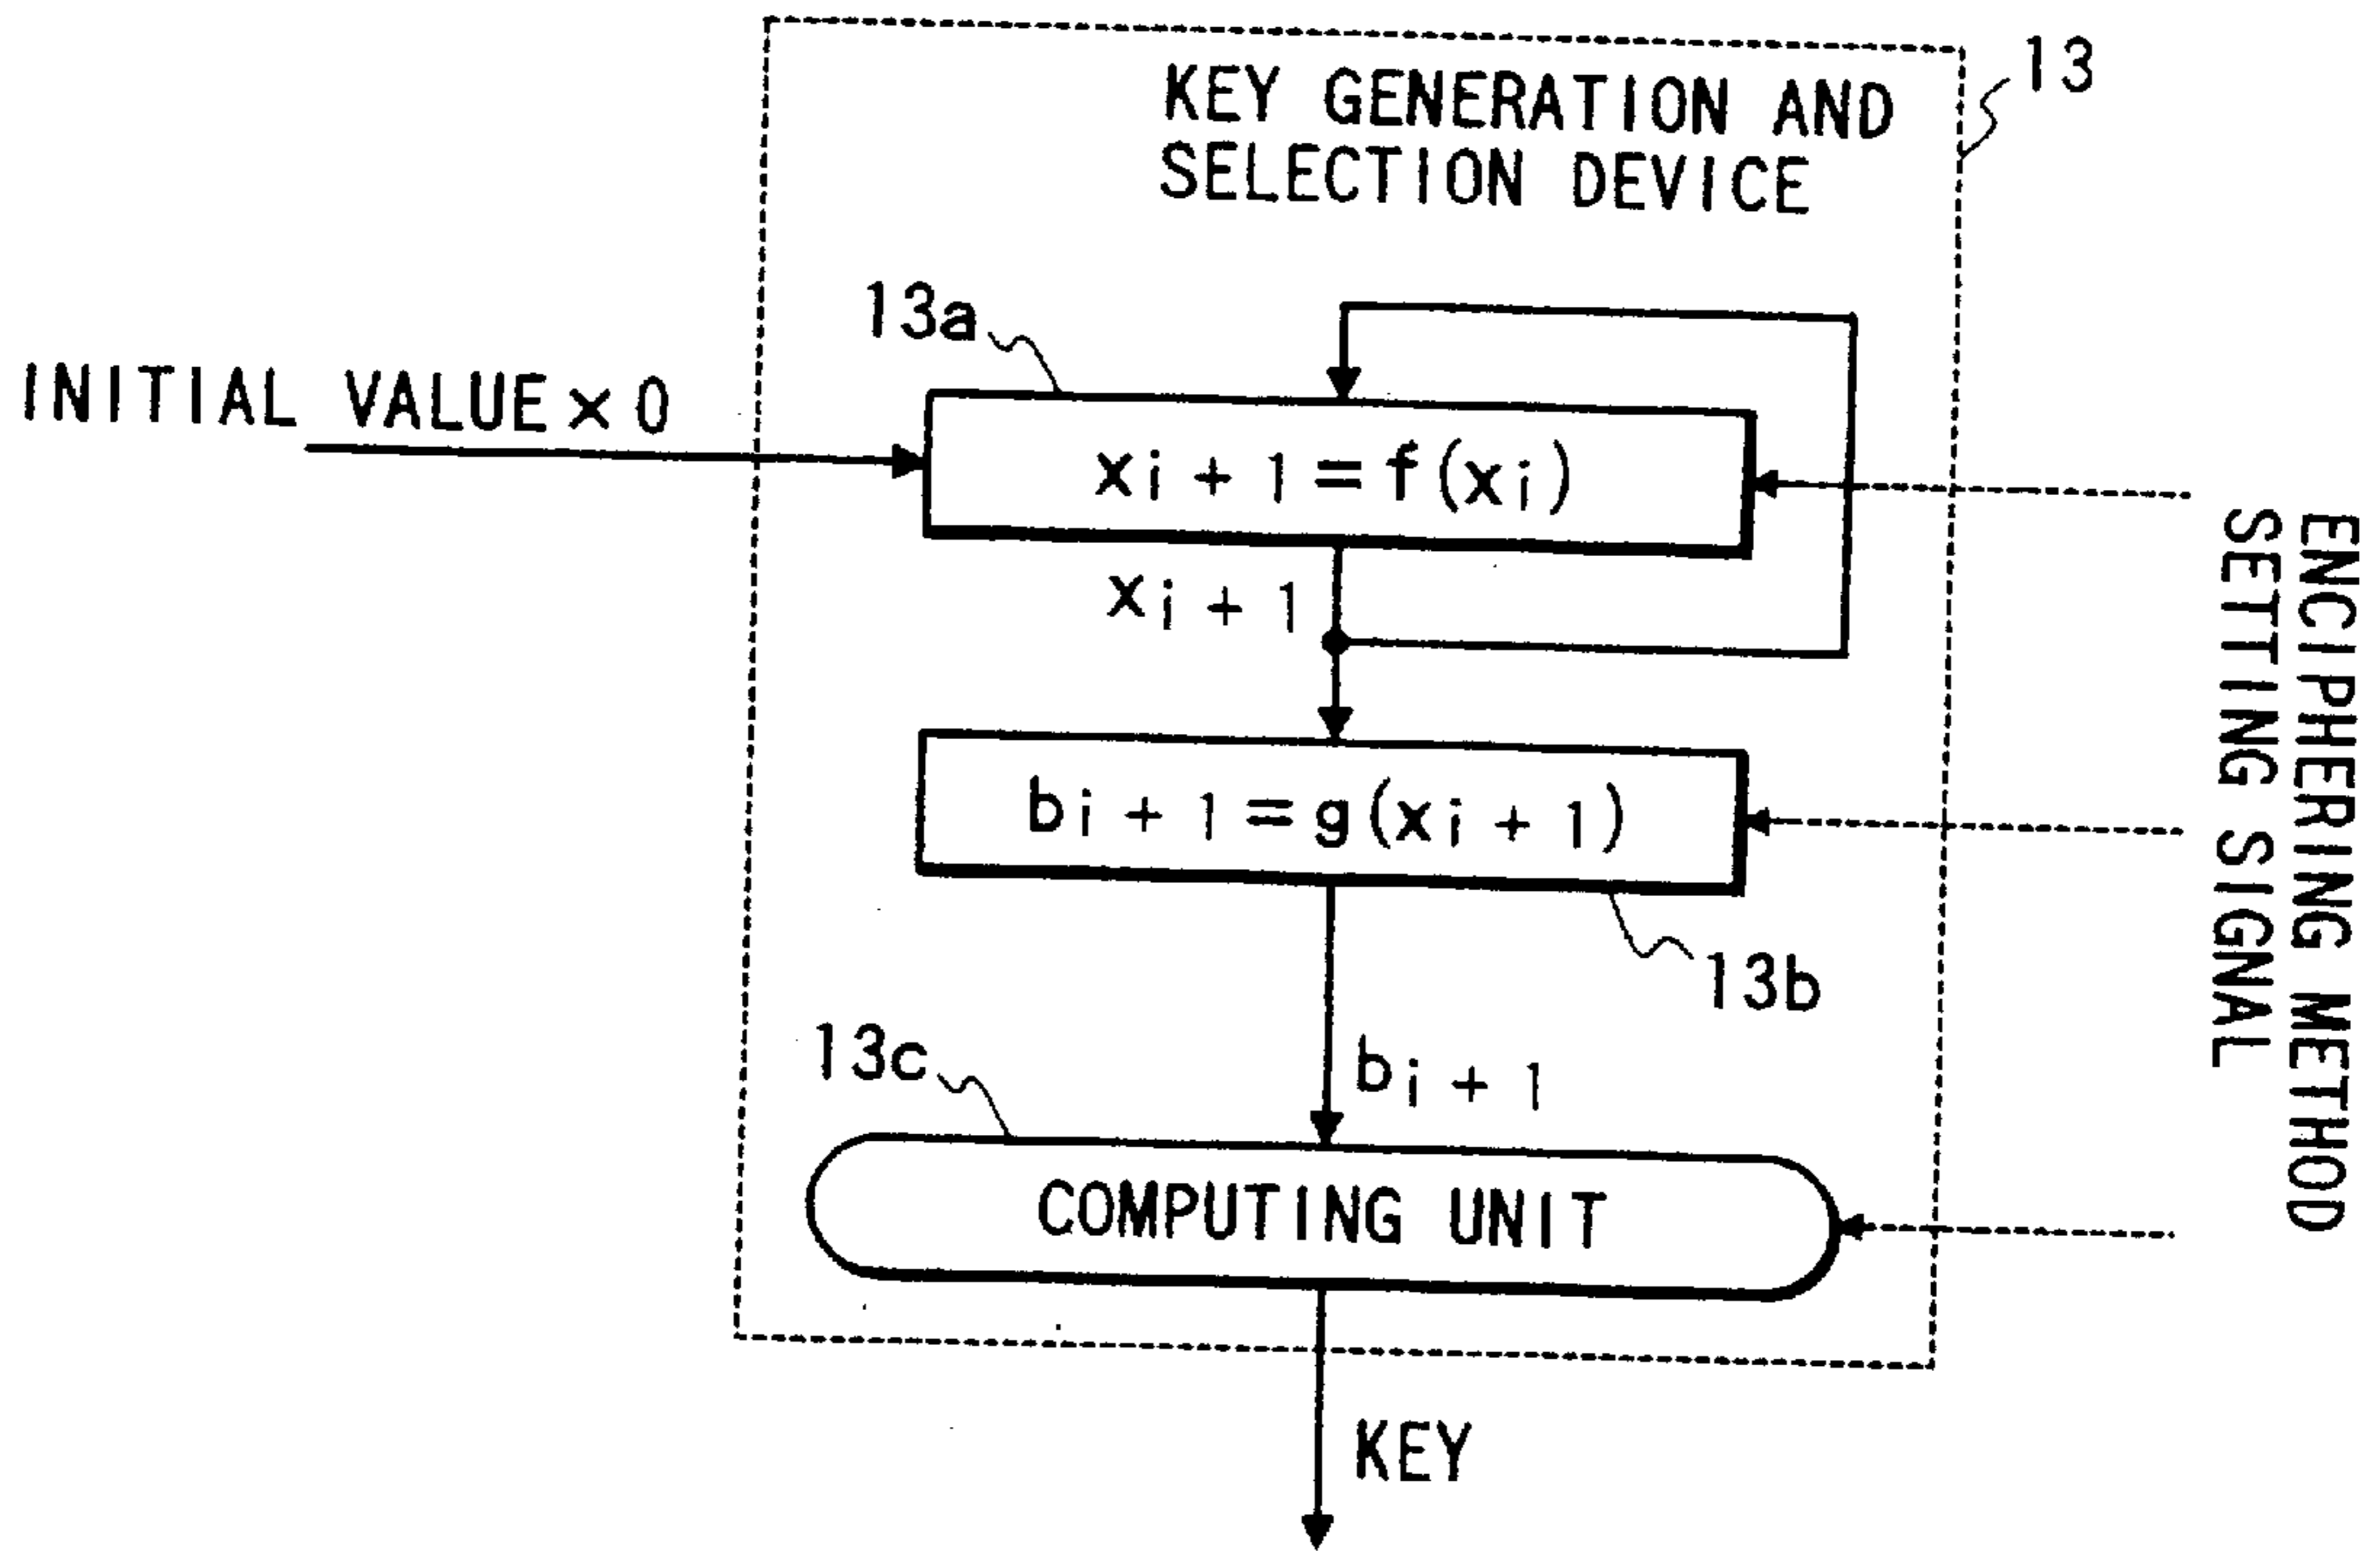 13
KEY GENERATION AND
SELECTION DEVICE
13a
INITIAL VALUE x 0
xi + 1 = f(xi)
xi + 1
bi + 1 = g(xi + 1)
13b
13c
bi + 1
COMPUTING UNIT
KEY
ENCIPHERING METHOD
SETTING SIGNAL